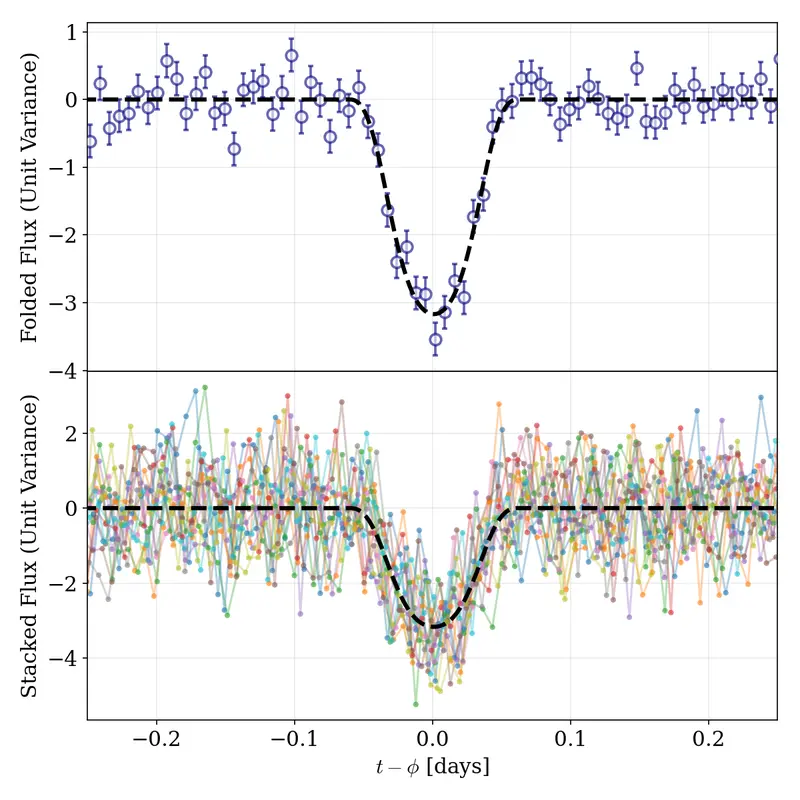 Folded Flux (Unit Variance)
1
0
−1
−2
−3
−4
Stacked Flux (Unit Variance)
2
0
−2
−4
−0.2 −0.1 0.0 0.1 0.2
t − ϕ [days]